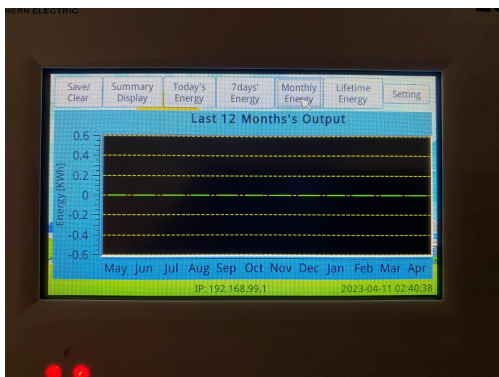 HERN ELECTRIC
Save/ Clear
Summary Display
Today's Energy
7days' Energy
Monthly Energy
Lifetime Energy
Setting
Last 12 Months's Output
Energy [KWh]
0.6
0.4
0.2
0
-0.2
-0.4
-0.6
May Jun Jul Aug Sep Oct Nov Dec Jan Feb Mar Apr
IP: 192.168.99.1 2023-04-11 02:40:38